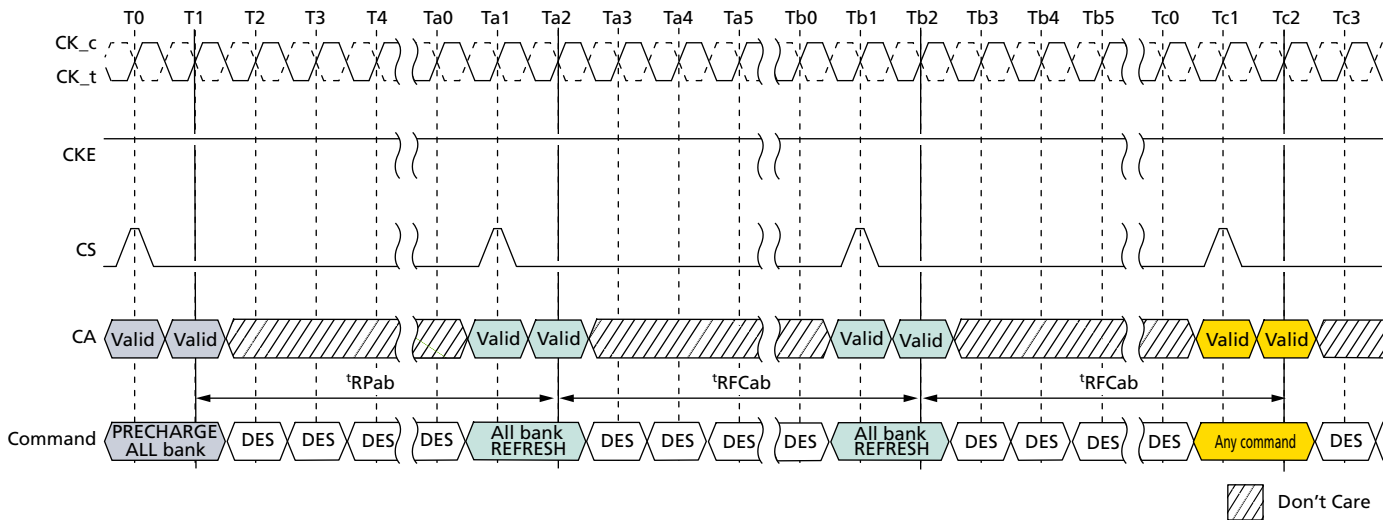 T0 T1 T2 T3 T4 Ta0 Ta1 Ta2 Ta3 Ta4 Ta5 Tb0 Tb1 Tb2 Tb3 Tb4 Tb5 Tc0 Tc1 Tc2 Tc3
CK_c
CK_t
CKE
CS
CA Valid Valid Valid Valid Valid Valid Valid Valid
tRPab tRFCab tRFCab
Command PRECHARGE ALL bank DES DES DES DES All bank REFRESH DES DES DES DES All bank REFRESH DES DES DES DES Any command DES
Don't Care